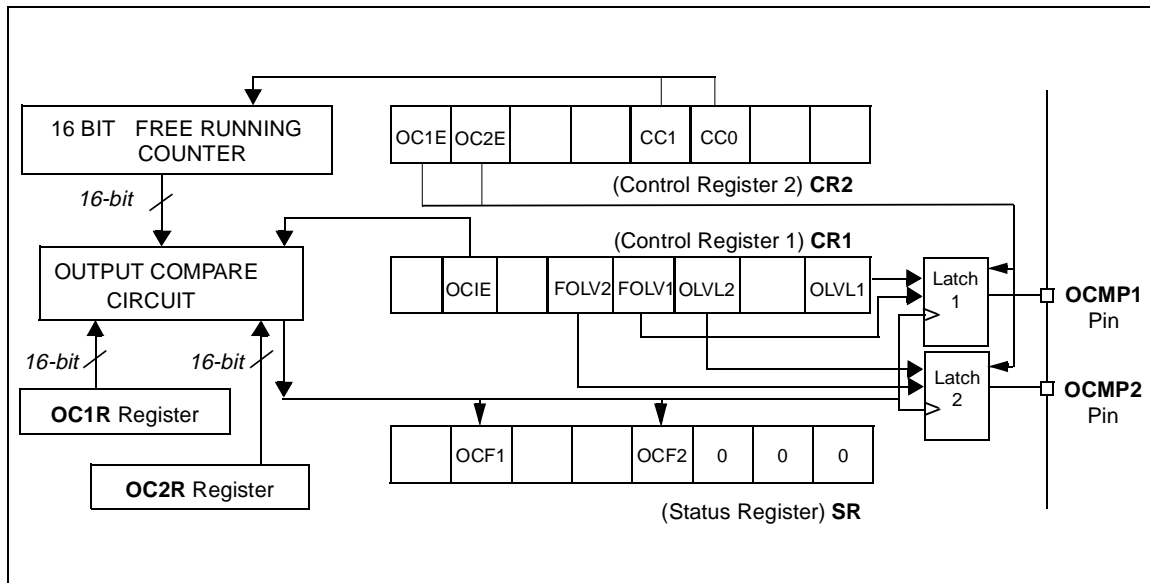 16 BIT FREE RUNNING
COUNTER
OC1E OC2E CC1 CC0
(Control Register 2) CR2
16-bit
(Control Register 1) CR1
OUTPUT COMPARE
CIRCUIT
OCIE FOLV2 FOLV1 OLVL2 OLVL1
Latch
1
OCMP1
Pin
16-bit
16-bit
Latch
2
OCMP2
Pin
OC1R Register
OCF1 OCF2 0 0 0
OC2R Register
(Status Register) SR